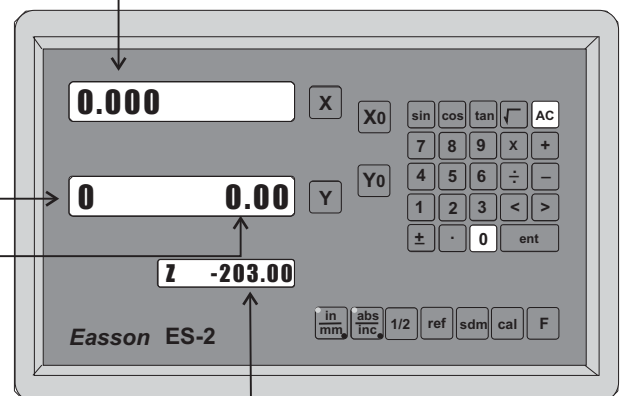 0.000
X
X0
sin cos tan √ AC
7 8 9 x +
0 0.00
Y
Y0
4 5 6 ÷ −
1 2 3 < >
± · 0 ent
Z -203.00
Easson ES-2
in/mm abs/inc 1/2 ref sdm cal F